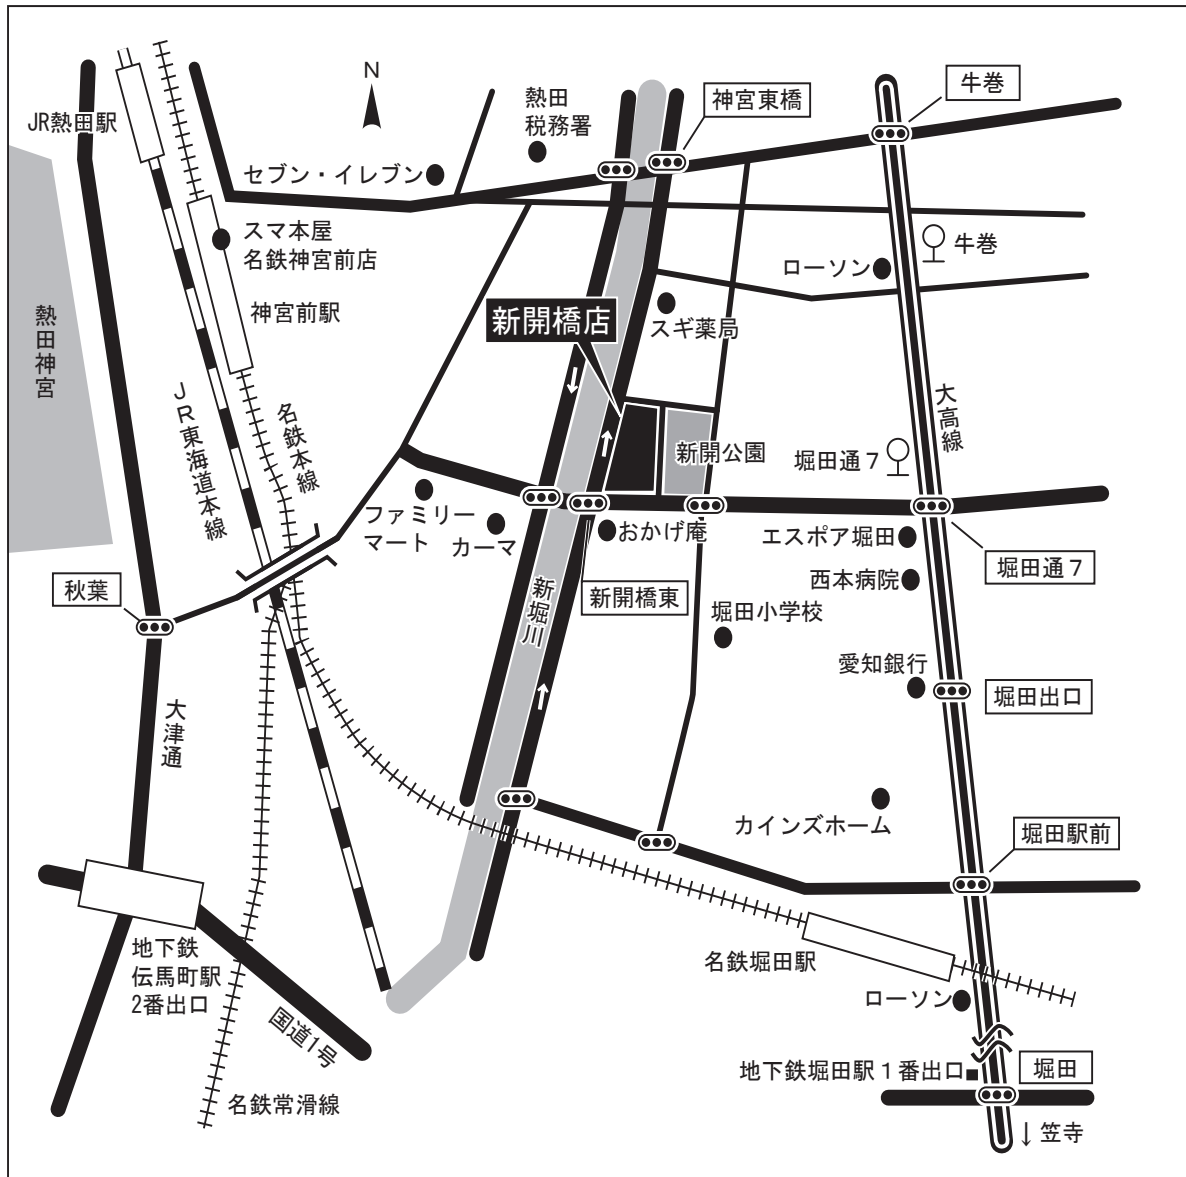 N
JR熱田駅
セブン・イレブン
熱田
税務署
神宮東橋
牛巻
スマ本屋
名鉄神宮前店
神宮前駅
牛巻
ローソン
熱田神宮
新開橋店
スギ薬局
JR東海道本線
名鉄本線
大高線
新開公園
堀田通7
ファミリー
マート
カーマ
おかげ庵
エスポア堀田
堀田通7
西本病院
秋葉
新堀川
新開橋東
堀田小学校
愛知銀行
堀田出口
大津通
カインズホーム
堀田駅前
地下鉄
伝馬町駅
2番出口
名鉄堀田駅
ローソン
国道1号
地下鉄堀田駅1番出口
堀田
名鉄常滑線
↓笠寺